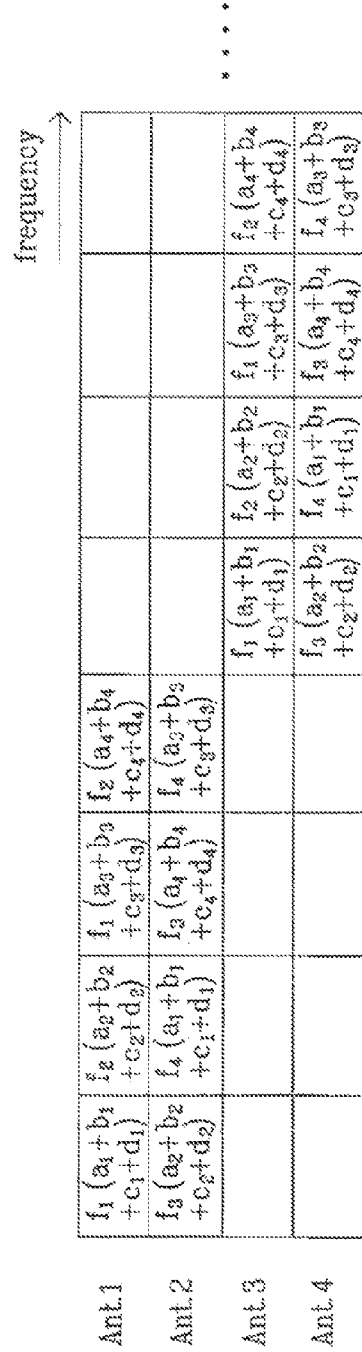 frequency
Ant.1
f₁ (a₁+b₁
+c₁+d₁)
f₂ (a₂+b₂
+c₂+d₂)
f₁ (a₃+b₃
+c₃+d₃)
f₂ (a₄+b₄
+c₄+d₄)
Ant.2
f₃ (a₂+b₂
+c₂+d₂)
f₄ (a₁+b₁
+c₁+d₁)
f₃ (a₄+b₄
+c₄+d₄)
f₄ (a₃+b₃
+c₃+d₃)
Ant.3
f₁ (a₁+b₁
+c₁+d₁)
f₂ (a₂+b₂
+c₂+d₂)
f₁ (a₃+b₃
+c₃+d₃)
f₂ (a₄+b₄
+c₄+d₄)
Ant.4
f₃ (a₂+b₂
+c₂+d₂)
f₄ (a₁+b₁
+c₁+d₁)
f₃ (a₄+b₄
+c₄+d₄)
f₄ (a₃+b₃
+c₃+d₃)